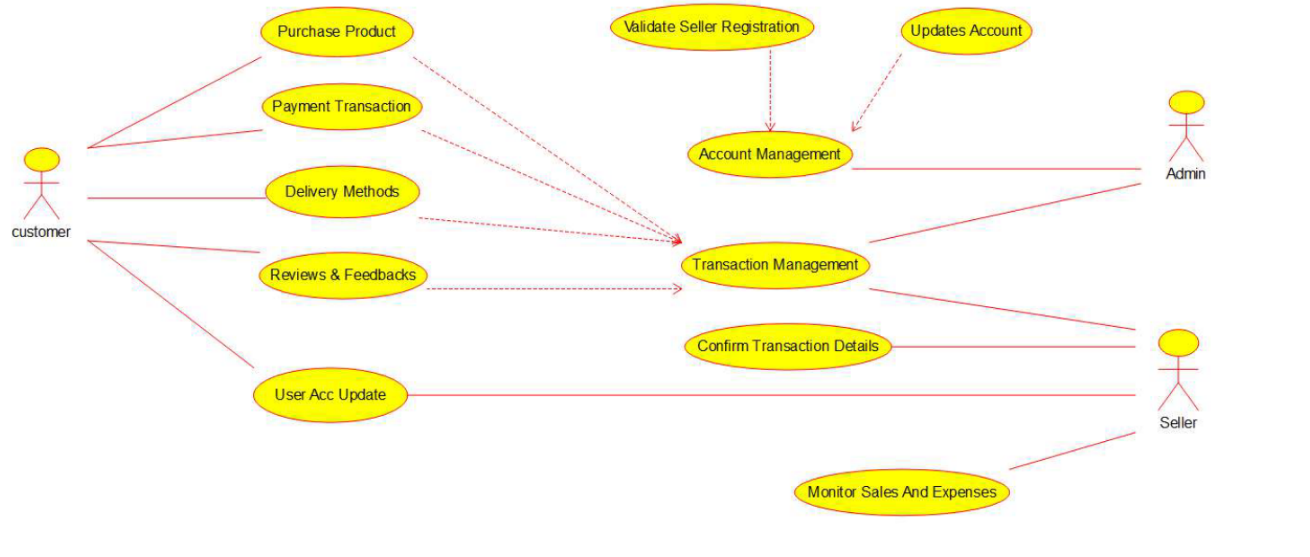 Purchase Product
Validate Seller Registration
Updates Account
Payment Transaction
Account Management
Admin
Delivery Methods
customer
Reviews & Feedbacks
Transaction Management
Confirm Transaction Details
User Acc Update
Seller
Monitor Sales And Expenses